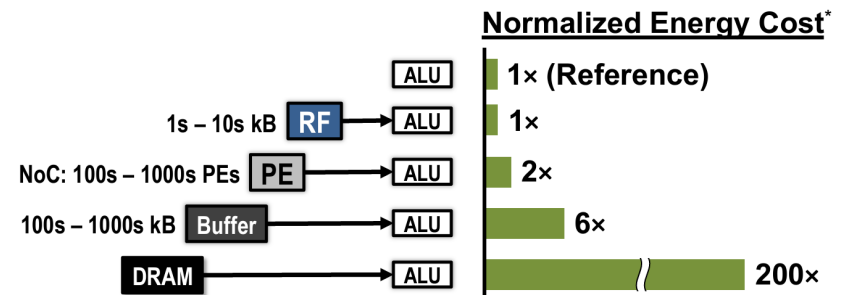 Normalized Energy Cost*
ALU 1× (Reference)
1s – 10s kB RF ALU 1×
NoC: 100s – 1000s PEs PE ALU 2×
100s – 1000s kB Buffer ALU 6×
DRAM ALU 200×